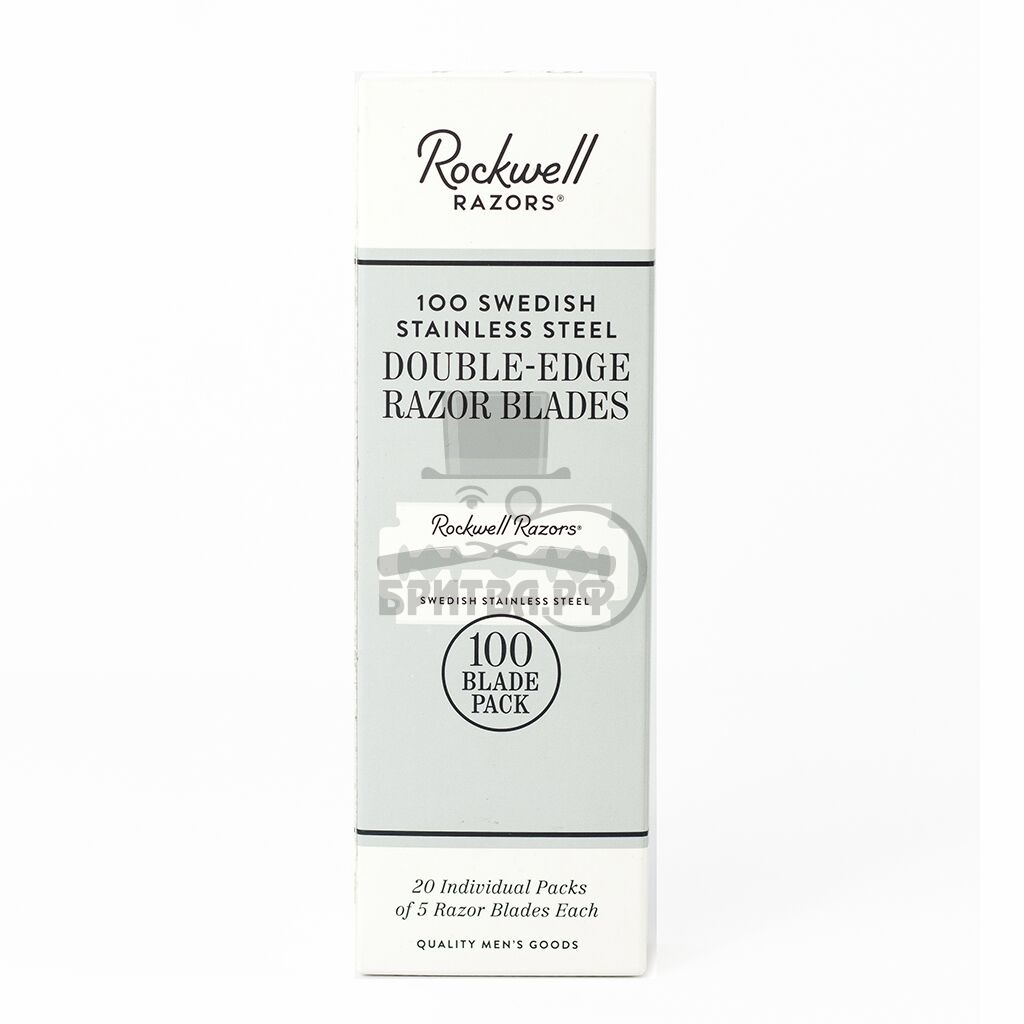 Rockwell
RAZORS®
100 SWEDISH
STAINLESS STEEL
DOUBLE-EDGE
RAZOR BLADES
Rockwell Razors®
БРИТВА.РФ
SWEDISH STAINLESS STEEL
100
BLADE
PACK
20 Individual Packs
of 5 Razor Blades Each
QUALITY MEN'S GOODS